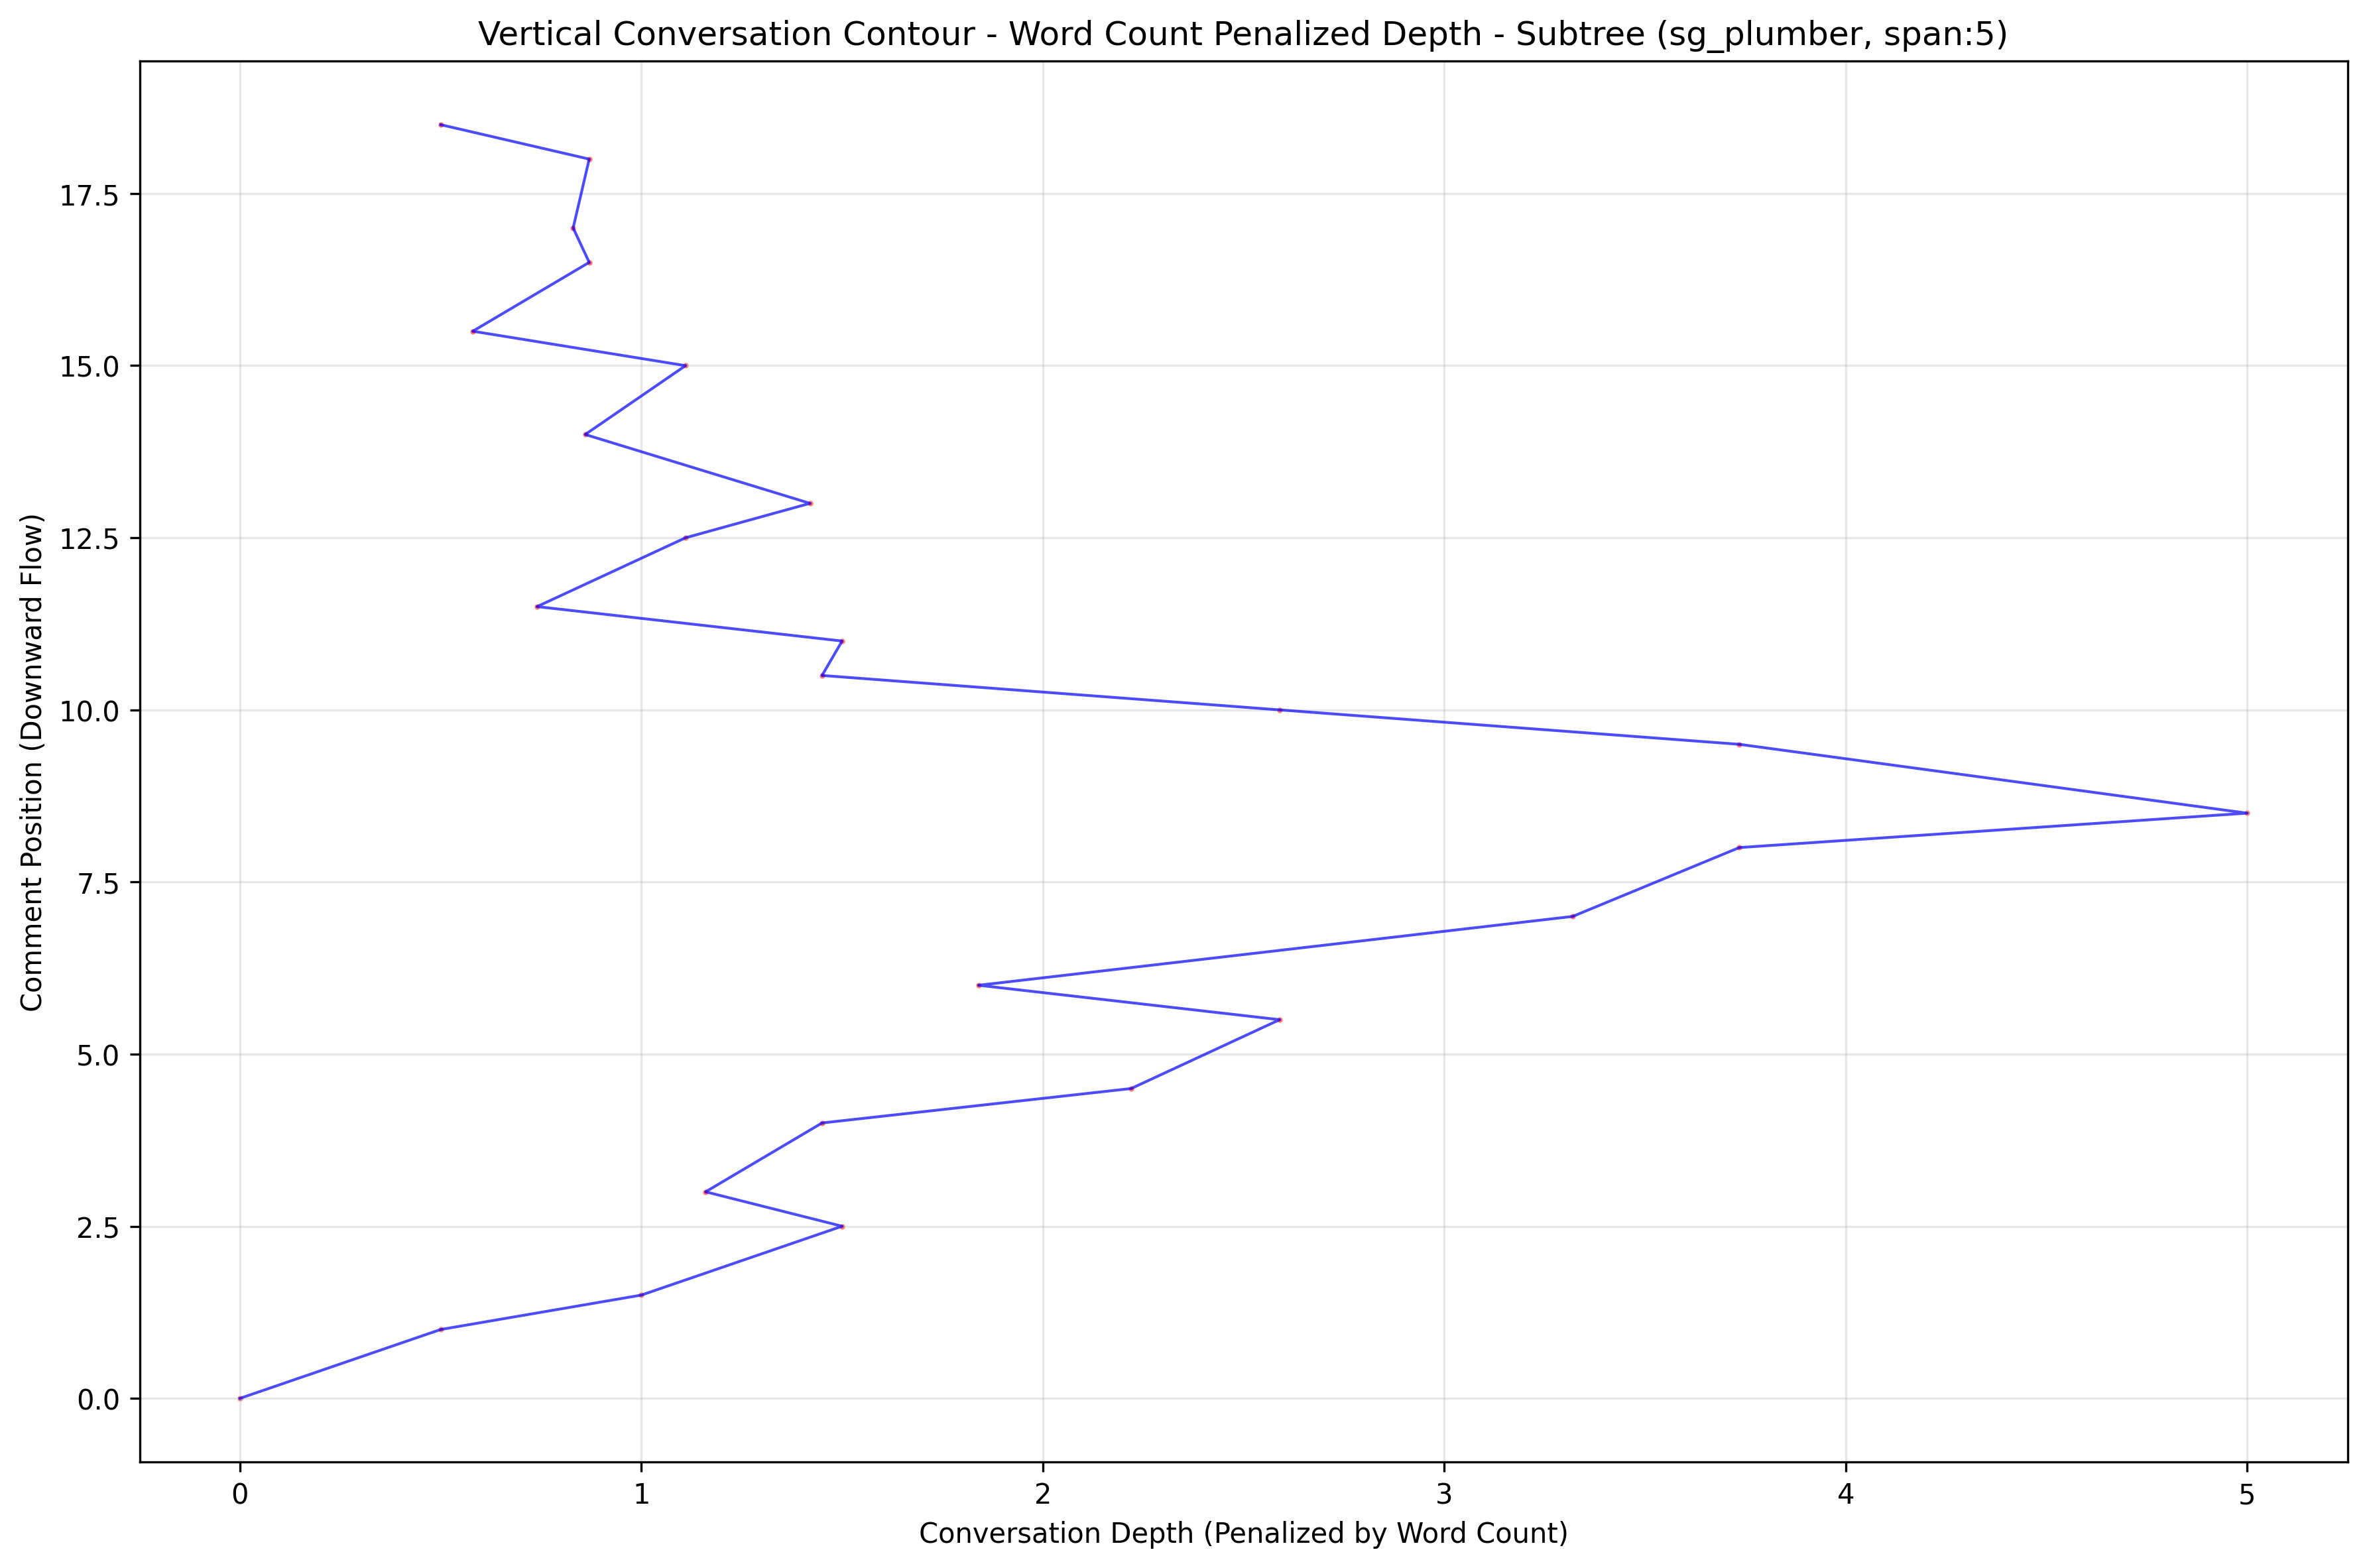 Vertical Conversation Contour - Word Count Penalized Depth - Subtree (sg_plumber, span:5)
Comment Position (Downward Flow)
17.5
15.0
12.5
10.0
7.5
5.0
2.5
0.0
0 1 2 3 4 5
Conversation Depth (Penalized by Word Count)